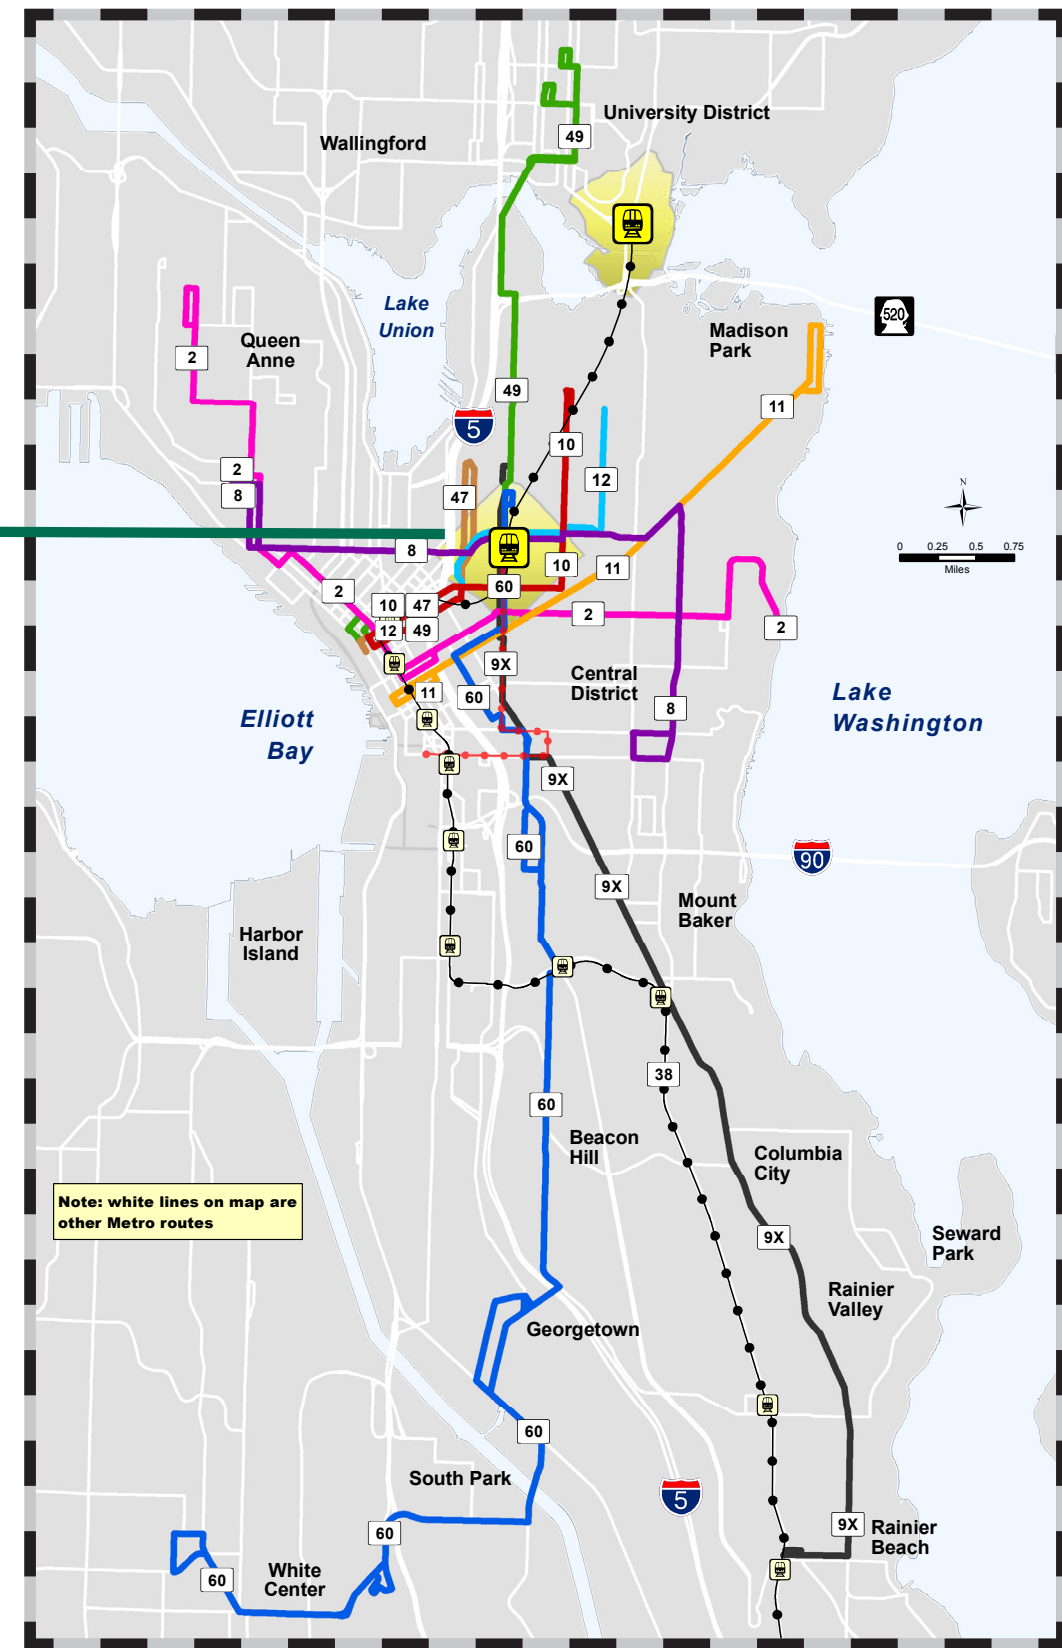 University District
49
Wallingford
520
Lake
Union
Madison
Park
Queen
Anne
2
49
11
5
10
2
12
8
47
N
0 0.25 0.5 0.75
Miles
8
10
11
60
2
10 47
2
12 49
2
9X
Central
District
11
60
Lake
Washington
8
Elliott
Bay
9X
60
90
9X
Mount
Baker
Harbor
Island
38
60
Beacon
Hill
Columbia
City
Note: white lines on map are
other Metro routes
9X
Seward
Park
Rainier
Valley
Georgetown
60
South Park
5
9X
Rainier
Beach
60
White
Center
60